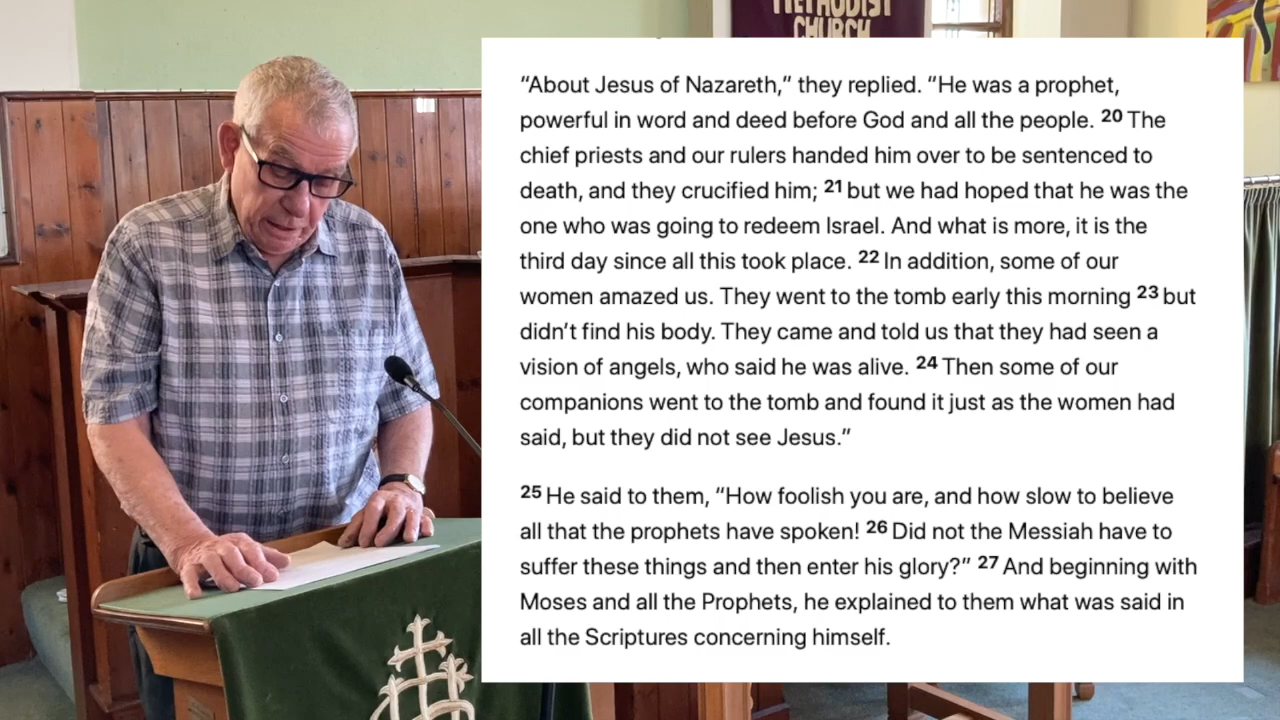 METHODIST
CHURCH
“About Jesus of Nazareth,” they replied. “He was a prophet,
powerful in word and deed before God and all the people. 20 The
chief priests and our rulers handed him over to be sentenced to
death, and they crucified him; 21 but we had hoped that he was the
one who was going to redeem Israel. And what is more, it is the
third day since all this took place. 22 In addition, some of our
women amazed us. They went to the tomb early this morning 23 but
didn’t find his body. They came and told us that they had seen a
vision of angels, who said he was alive. 24 Then some of our
companions went to the tomb and found it just as the women had
said, but they did not see Jesus.”
25 He said to them, “How foolish you are, and how slow to believe
all that the prophets have spoken! 26 Did not the Messiah have to
suffer these things and then enter his glory?” 27 And beginning with
Moses and all the Prophets, he explained to them what was said in
all the Scriptures concerning himself.